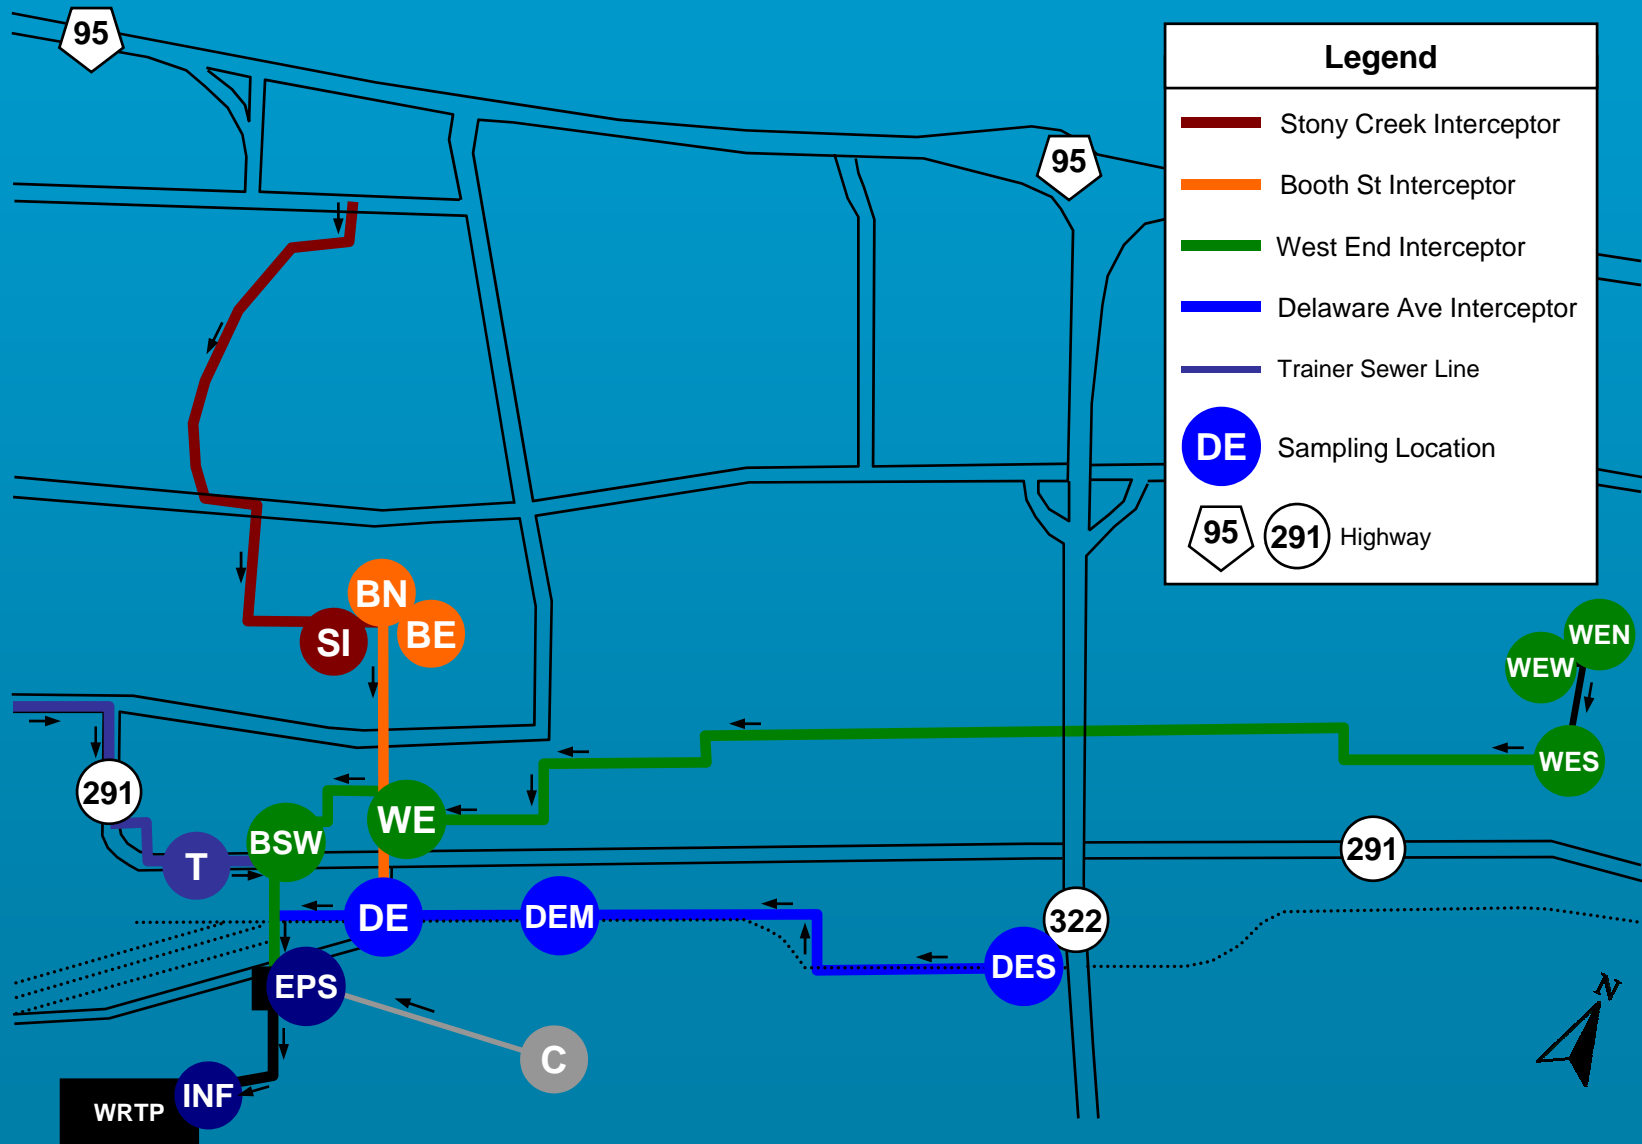 95
Legend
Stony Creek Interceptor
95
Booth St Interceptor
West End Interceptor
Delaware Ave Interceptor
Trainer Sewer Line
DE Sampling Location
95 291 Highway
BN
SI
BE
WEN
WEW
WES
291
WE
BSW
291
T
DE
DEM
322
DES
EPS
N
C
INF
WRTP